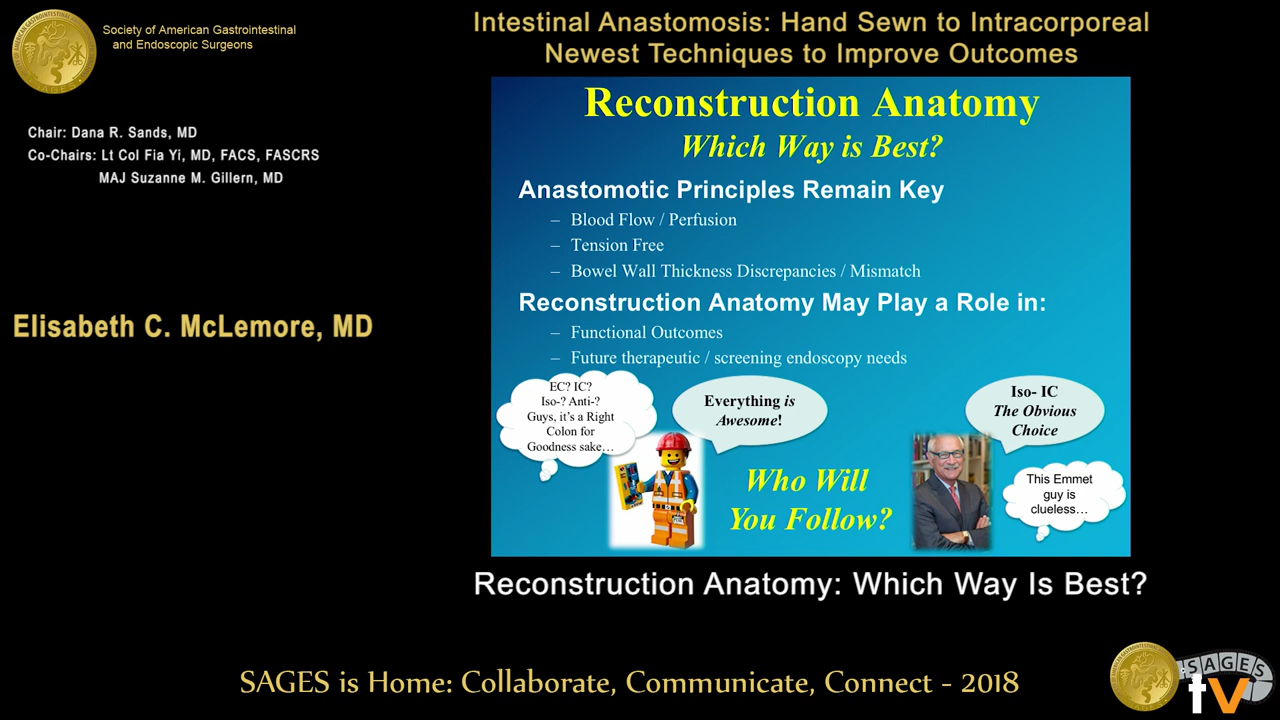 Society of American Gastrointestinal
and Endoscopic Surgeons
Chair: Dana R. Sands, MD
Co-Chairs: Lt Col Fia Yi, MD, FACS, FASCRS
MAJ Suzanne M. Gillern, MD
Elisabeth C. McLemore, MD
Intestinal Anastomosis: Hand Sewn to Intracorporeal
Newest Techniques to Improve Outcomes
Reconstruction Anatomy
Which Way is Best?
Anastomotic Principles Remain Key
– Blood Flow / Perfusion
– Tension Free
– Bowel Wall Thickness Discrepancies / Mismatch
Reconstruction Anatomy May Play a Role in:
– Functional Outcomes
– Future therapeutic / screening endoscopy needs
EC? IC?
Iso-? Anti-?
Guys, it's a Right
Colon for
Goodness sake…
Everything is
Awesome!
Iso- IC
The Obvious
Choice
Who Will
You Follow?
This Emmet
guy is
clueless…
Reconstruction Anatomy: Which Way Is Best?
SAGES is Home: Collaborate, Communicate, Connect - 2018
SAGES
tv